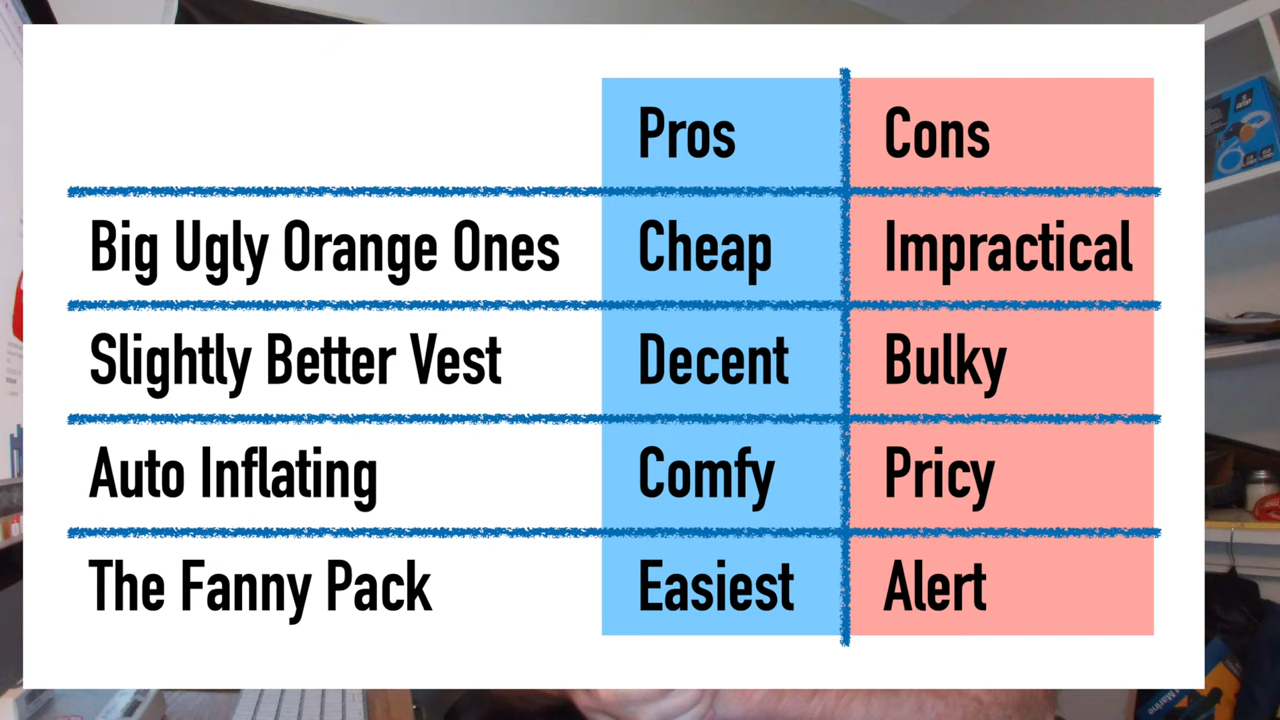 Pros Cons
Big Ugly Orange Ones Cheap Impractical
Slightly Better Vest Decent Bulky
Auto Inflating Comfy Pricy
The Fanny Pack Easiest Alert